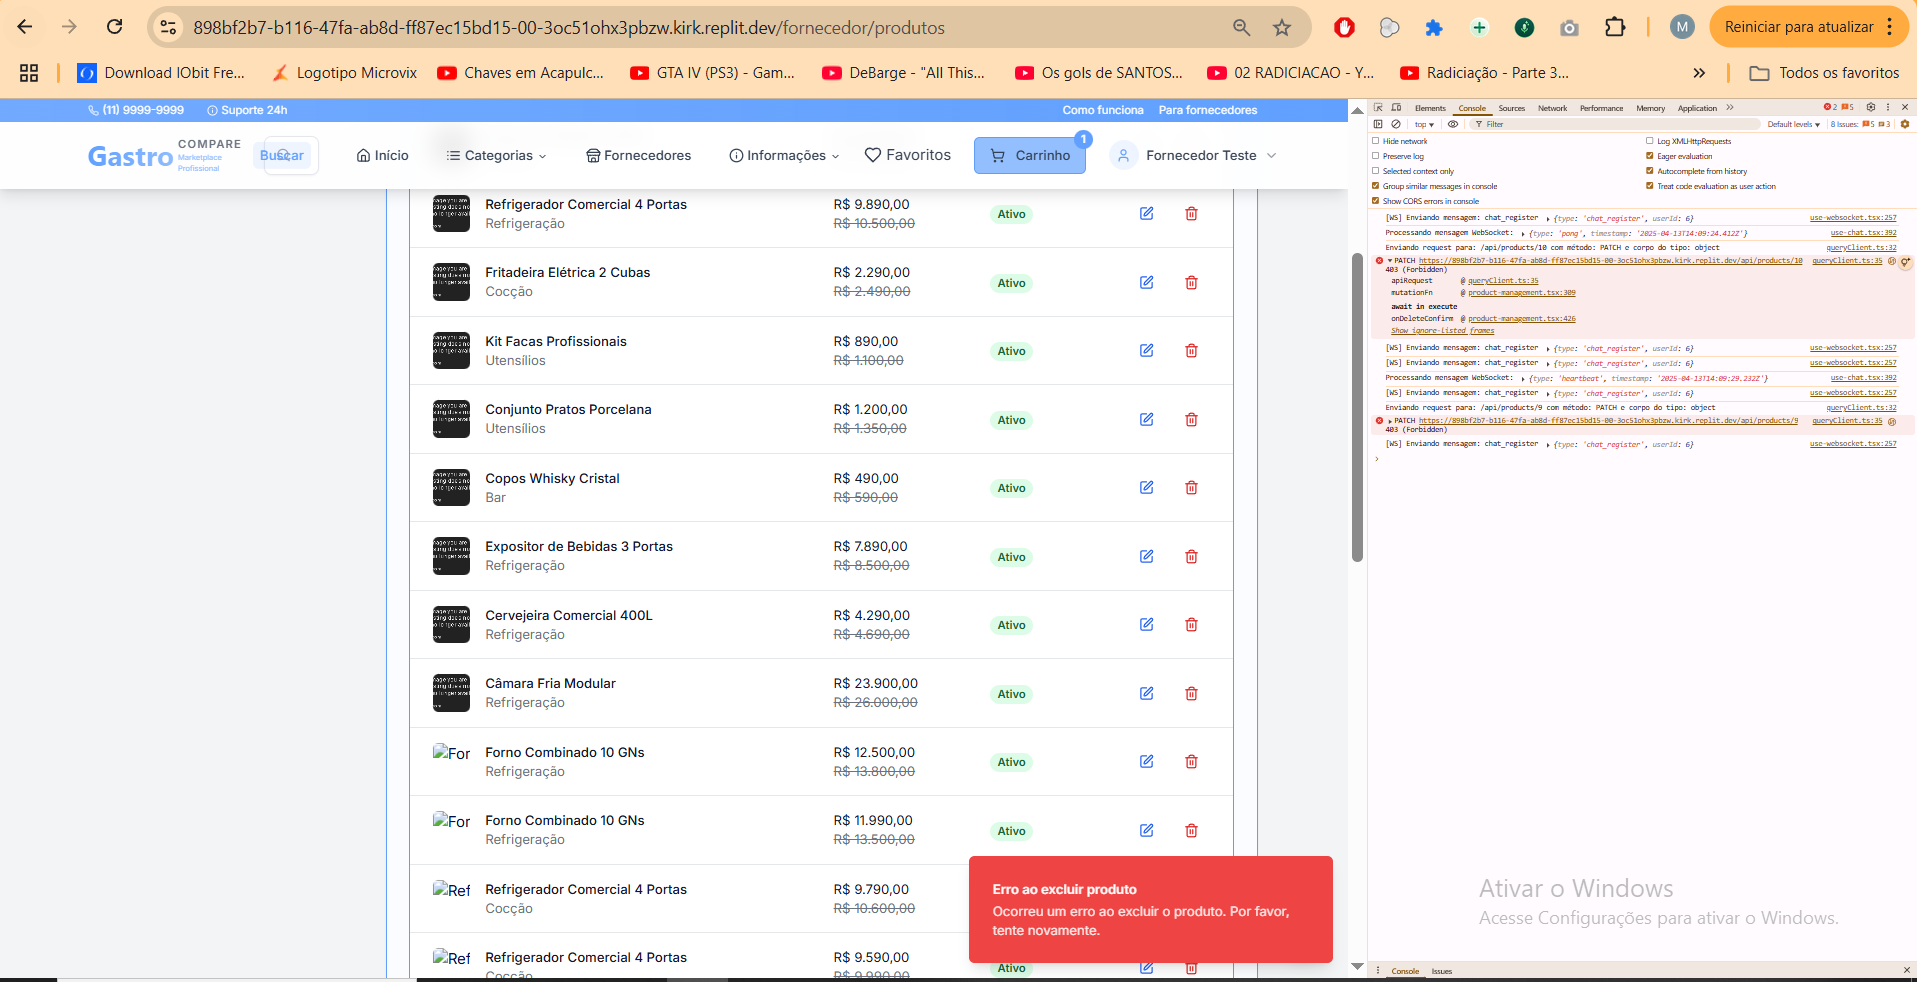 898bf2b7-b116-47fa-ab8d-ff87ec15bd15-00-3oc51ohx3pbzw.kirk.replit.dev/fornecedor/produtos
M
Reiniciar para atualizar
Download IObit Fre...
Logotipo Microvix
Chaves em Acapulc...
GTA IV (PS3) - Gam...
DeBarge - "All This...
Os gols de SANTOS...
02 RADICIACAO - Y...
Radiciação - Parte 3...
»
Todos os favoritos
(11) 9999-9999
Suporte 24h
Como funciona
Para fornecedores
Gastro
COMPARE
Marketplace
Profissional
Buscar
Início
Categorias
Fornecedores
Informações
Favoritos
Carrinho
1
Fornecedor Teste
Refrigerador Comercial 4 Portas
Refrigeração
R$ 9.890,00
R$ 10.500,00
Ativo
Fritadeira Elétrica 2 Cubas
Cocção
R$ 2.290,00
R$ 2.490,00
Ativo
Kit Facas Profissionais
Utensílios
R$ 890,00
R$ 1.100,00
Ativo
Conjunto Pratos Porcelana
Utensílios
R$ 1.200,00
R$ 1.350,00
Ativo
Copos Whisky Cristal
Bar
R$ 490,00
R$ 590,00
Ativo
Expositor de Bebidas 3 Portas
Refrigeração
R$ 7.890,00
R$ 8.500,00
Ativo
Cervejeira Comercial 400L
Refrigeração
R$ 4.290,00
R$ 4.690,00
Ativo
Câmara Fria Modular
Refrigeração
R$ 23.900,00
R$ 26.000,00
Ativo
For
Forno Combinado 10 GNs
Refrigeração
R$ 12.500,00
R$ 13.800,00
Ativo
For
Forno Combinado 10 GNs
Refrigeração
R$ 11.990,00
R$ 13.500,00
Ativo
Ref
Refrigerador Comercial 4 Portas
Cocção
R$ 9.790,00
R$ 10.600,00
Ref
Refrigerador Comercial 4 Portas
Cocção
R$ 9.590,00
R$ 9.990,00
Ativo
Erro ao excluir produto
Ocorreu um erro ao excluir o produto. Por favor,
tente novamente.
Elements
Console
Sources
Network
Performance
Memory
Application
»
2
5
top
Filter
Default levels
8 Issues:
5
3
Hide network
Log XMLHttpRequests
Preserve log
Eager evaluation
Selected context only
Autocomplete from history
Group similar messages in console
Treat code evaluation as user action
Show CORS errors in console
[WS] Enviando mensagem: chat_register {type: 'chat_register', userId: 6} use-websocket.tsx:257
Processando mensagem WebSocket: {type: 'pong', timestamp: '2025-04-13T14:09:24.412Z'} use-chat.tsx:392
Enviando request para: /api/products/10 com método: PATCH e corpo do tipo: object queryClient.ts:32
PATCH https://898bf2b7-b116-47fa-ab8d-ff87ec15bd15-00-3oc51ohx3pbzw.kirk.replit.dev/api/products/10 queryClient.ts:35
403 (Forbidden)
apiRequest @ queryClient.ts:35
mutationFn @ product-management.tsx:309
await in execute
onDeleteConfirm @ product-management.tsx:426
Show ignore-listed frames
[WS] Enviando mensagem: chat_register {type: 'chat_register', userId: 6} use-websocket.tsx:257
[WS] Enviando mensagem: chat_register {type: 'chat_register', userId: 6} use-websocket.tsx:257
Processando mensagem WebSocket: {type: 'heartbeat', timestamp: '2025-04-13T14:09:29.232Z'} use-chat.tsx:392
[WS] Enviando mensagem: chat_register {type: 'chat_register', userId: 6} use-websocket.tsx:257
Enviando request para: /api/products/9 com método: PATCH e corpo do tipo: object queryClient.ts:32
PATCH https://898bf2b7-b116-47fa-ab8d-ff87ec15bd15-00-3oc51ohx3pbzw.kirk.replit.dev/api/products/9 queryClient.ts:35
403 (Forbidden)
[WS] Enviando mensagem: chat_register {type: 'chat_register', userId: 6} use-websocket.tsx:257
Ativar o Windows
Acesse Configurações para ativar o Windows.
Console
Issues